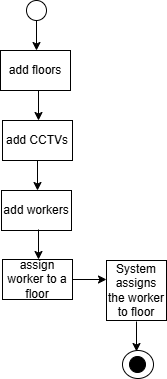 add floors
add CCTVs
add workers
assign
worker to a
floor
System
assigns
the worker
to floor